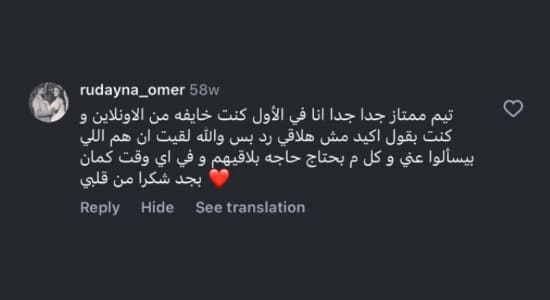 rudayna_omer 58w
تيم ممتاز جدا جدا انا في الأول كنت خايفه من الاونلاين و
كنت بقول اكيد مش هلاقي رد بس والله لقيت ان هم اللي
بيسألوا عني و كل م بحتاج حاجه بلاقيهم و في اي وقت كمان
بجد شكرا من قلبي ❤️
Reply Hide See translation